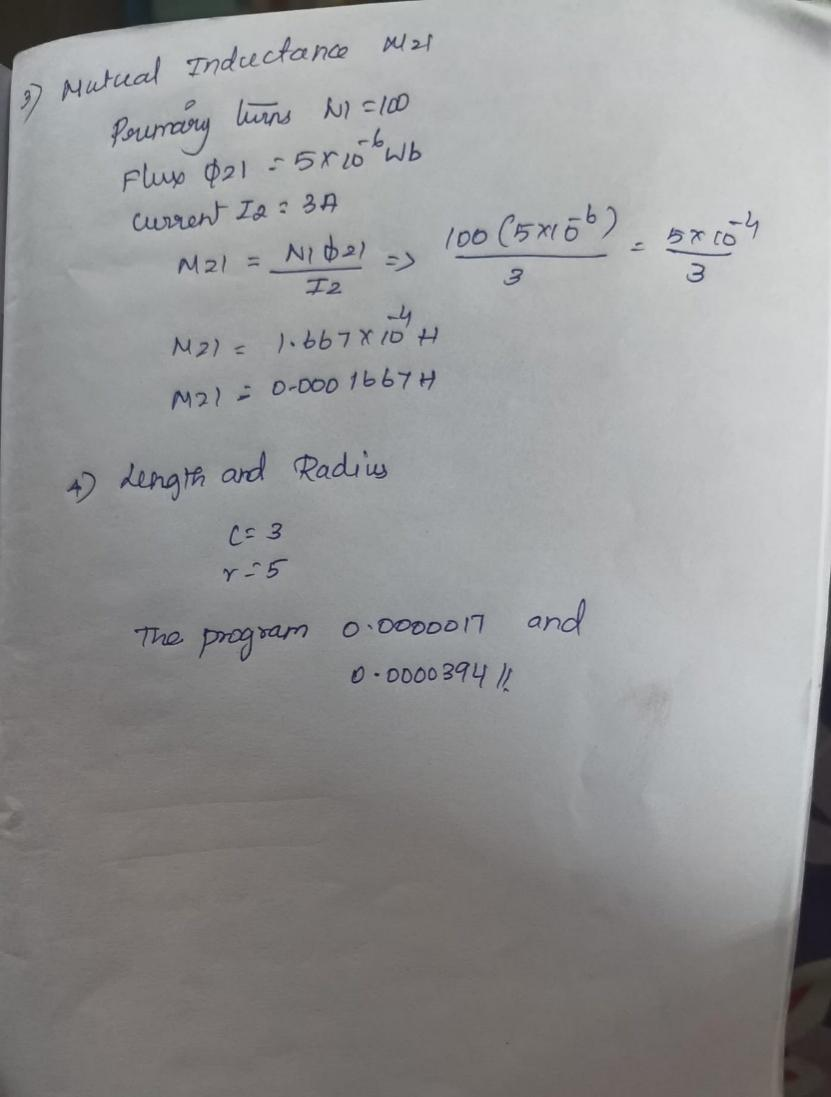 3) Mutual Inductance M21
Primary turns N1 = 100
Flux ϕ21 = 5×10^-6 Wb
Current I2 = 3A
M21 = N1 ϕ21 / I2 => 100 (5×10^-6) / 3 = 5×10^-4 / 3
M21 = 1.667 × 10^-4 H
M21 = 0.0001667 H
4) Length and Radius
l = 3
r = 5
The program 0.0000017 and
0.0000394 //.